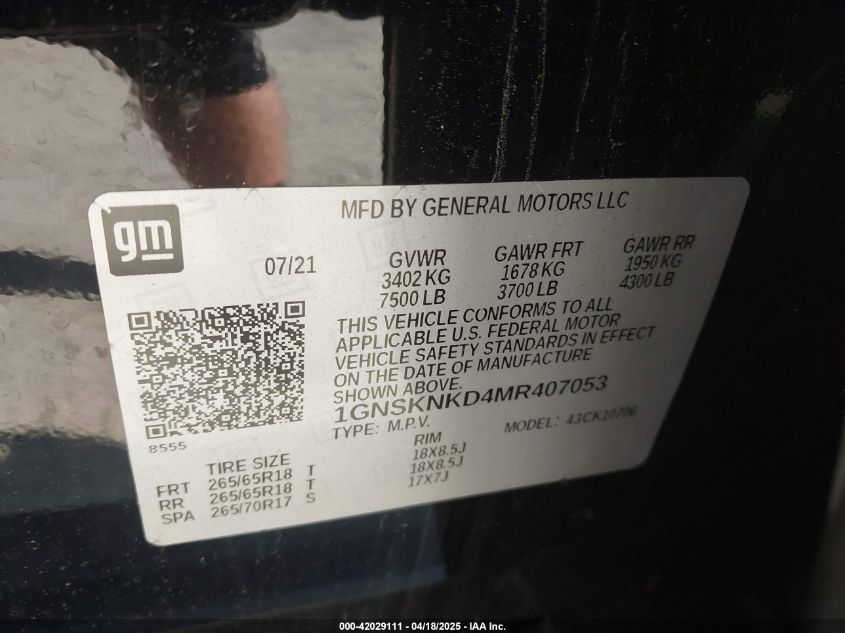 gm
MFD BY GENERAL MOTORS LLC
07/21
GVWR
3402 KG
7500 LB
GAWR FRT
1678 KG
3700 LB
GAWR RR
1950 KG
4300 LB
THIS VEHICLE CONFORMS TO ALL
APPLICABLE U.S. FEDERAL MOTOR
VEHICLE SAFETY STANDARDS IN EFFECT
ON THE DATE OF MANUFACTURE
SHOWN ABOVE.
1GNSKNKD4MR407053
TYPE: M.P.V. MODEL: 43CK10706
8555
TIRE SIZE RIM
FRT 265/65R18 T 18X8.5J
RR 265/65R18 T 18X8.5J
SPA 265/70R17 S 17X7J
000-42029111 - 04/18/2025 - IAA Inc.